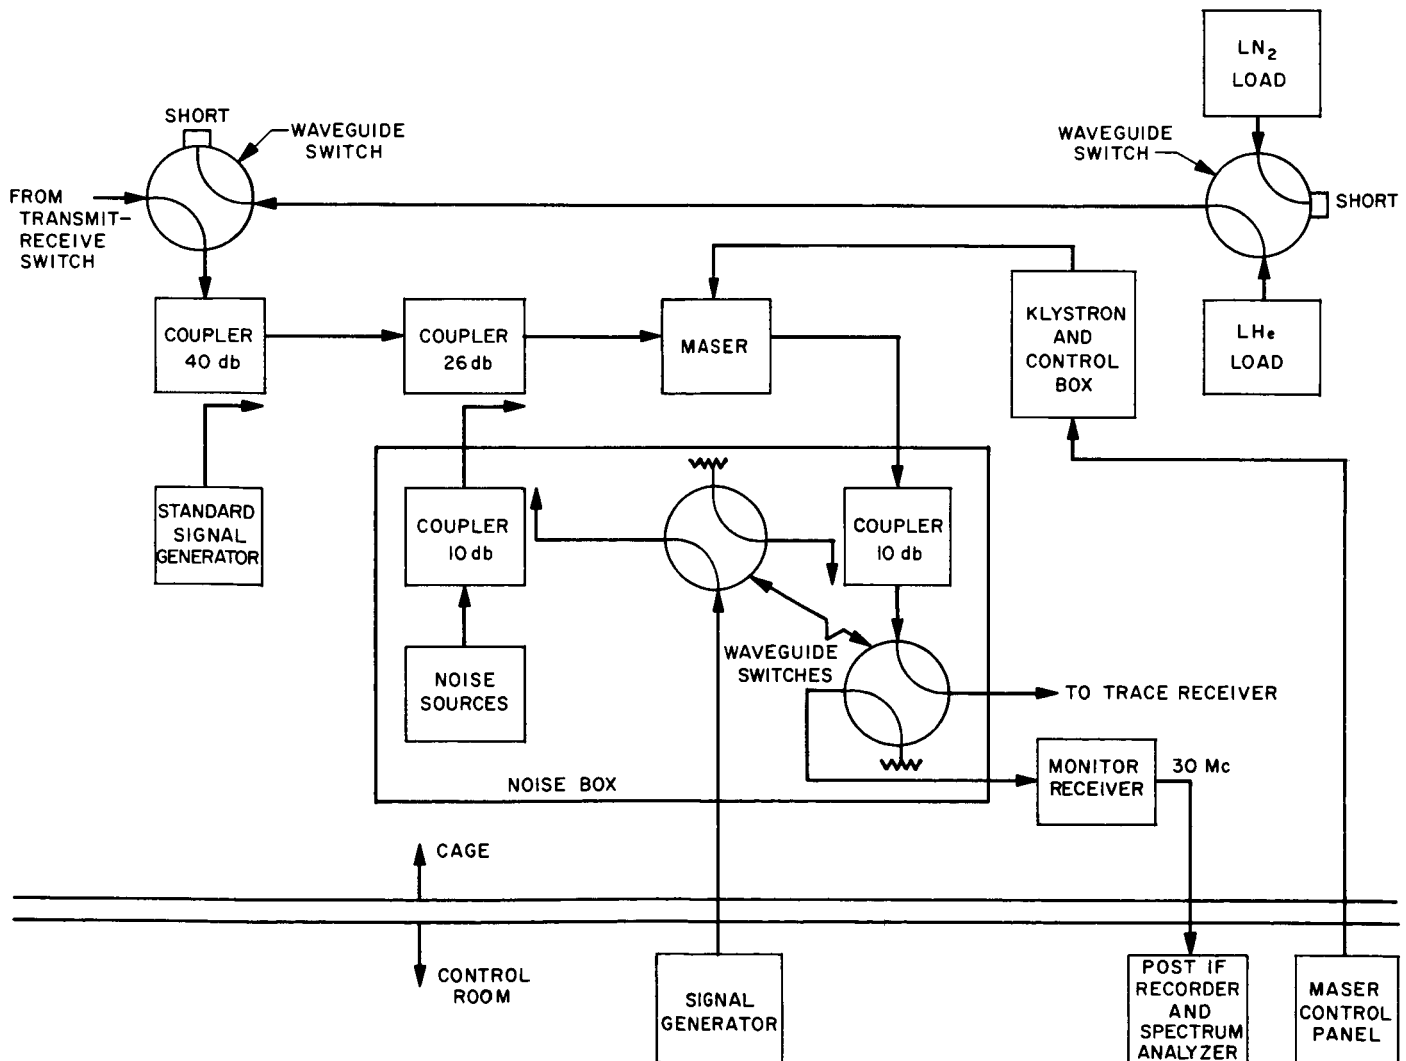 LN2
LOAD
SHORT
WAVEGUIDE
SWITCH
WAVEGUIDE
SWITCH
FROM
TRANSMIT-
RECEIVE
SWITCH
SHORT
COUPLER
40 db
COUPLER
26 db
MASER
KLYSTRON
AND
CONTROL
BOX
LHe
LOAD
STANDARD
SIGNAL
GENERATOR
COUPLER
10 db
COUPLER
10 db
NOISE
SOURCES
WAVEGUIDE
SWITCHES
TO TRACE RECEIVER
NOISE BOX
MONITOR
RECEIVER
30 Mc
CAGE
CONTROL
ROOM
SIGNAL
GENERATOR
POST IF
RECORDER
AND
SPECTRUM
ANALYZER
MASER
CONTROL
PANEL